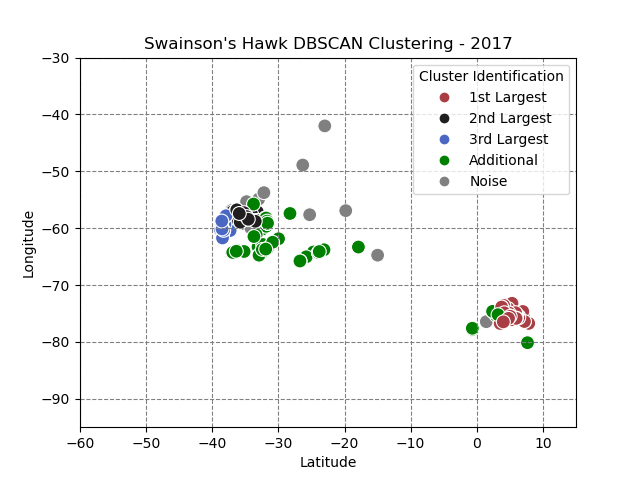 Swainson's Hawk DBSCAN Clustering - 2017
Cluster Identification
1st Largest
2nd Largest
3rd Largest
Additional
Noise
Longitude
−30
−40
−50
−60
−70
−80
−90
−60
−50
−40
−30
−20
−10
0
10
Latitude